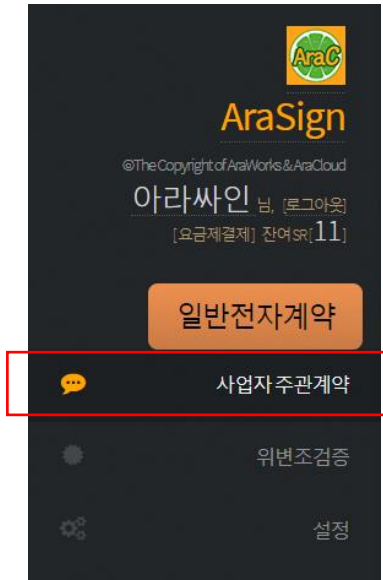 AraC
AraSign
©The Copyright of AraWorks & AraCloud
아라싸인 님, [로그아웃]
[요금제결제] 잔여SR[11]
일반전자계약
사업자주관계약
위변조검증
설정